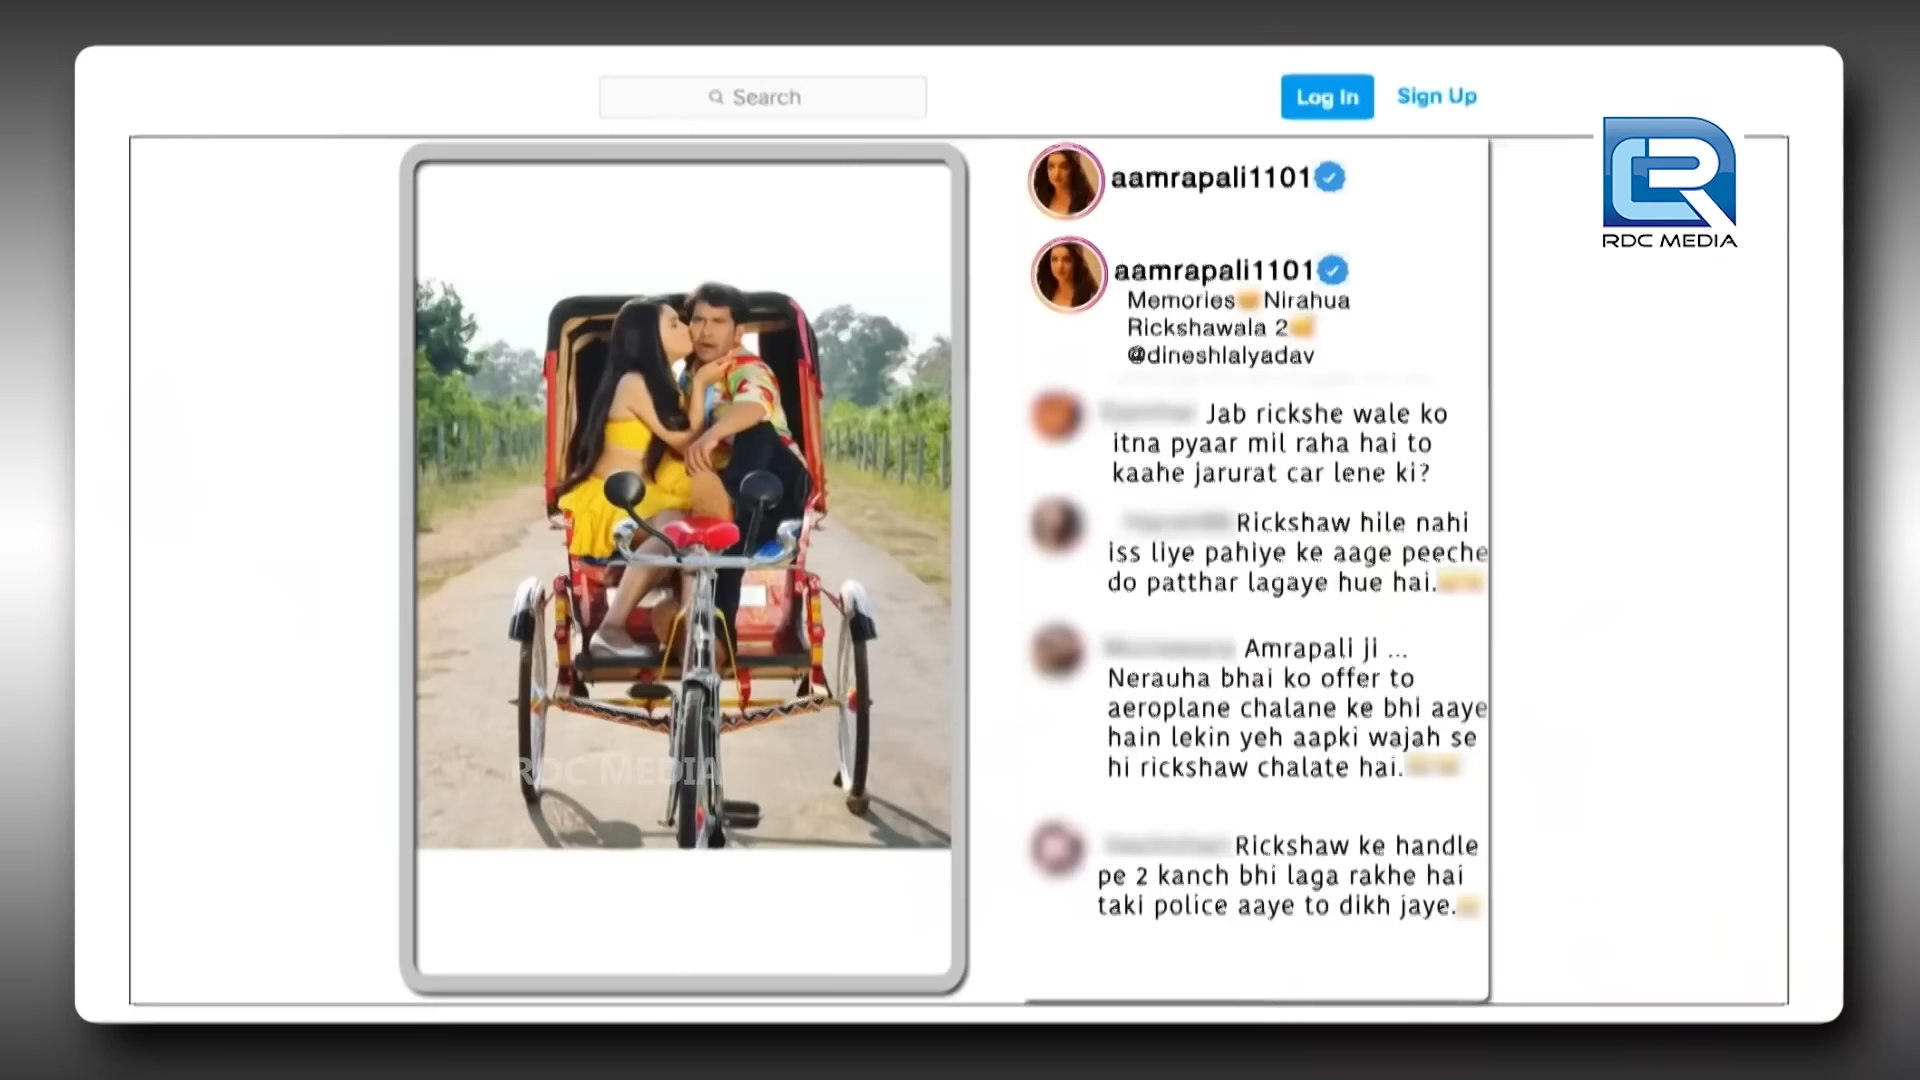 Search
Log In
Sign Up
RDC MEDIA
aamrapali1101
aamrapali1101
Memories Nirahua
Rickshawala 2
@dineshlalyadav
Jab rickshe wale ko
itna pyaar mil raha hai to
kaahe jarurat car lene ki?
Rickshaw hile nahi
iss liye pahiye ke aage peeche
do patthar lagaye hue hai.
Amrapali ji ...
Nerauha bhai ko offer to
aeroplane chalane ke bhi aaye
hain lekin yeh aapki wajah se
hi rickshaw chalate hai.
Rickshaw ke handle
pe 2 kanch bhi laga rakhe hai
taki police aaye to dikh jaye.
RDC MEDIA